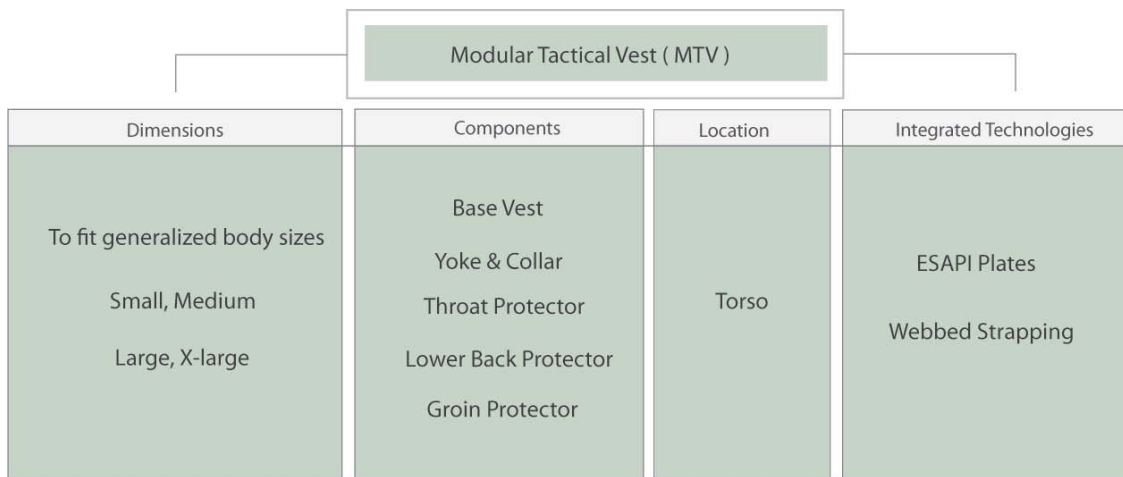 Modular Tactical Vest ( MTV )
Dimensions
To fit generalized body sizes
Small, Medium
Large, X-large
Components
Base Vest
Yoke & Collar
Throat Protector
Lower Back Protector
Groin Protector
Location
Torso
Integrated Technologies
ESAPI Plates
Webbed Strapping